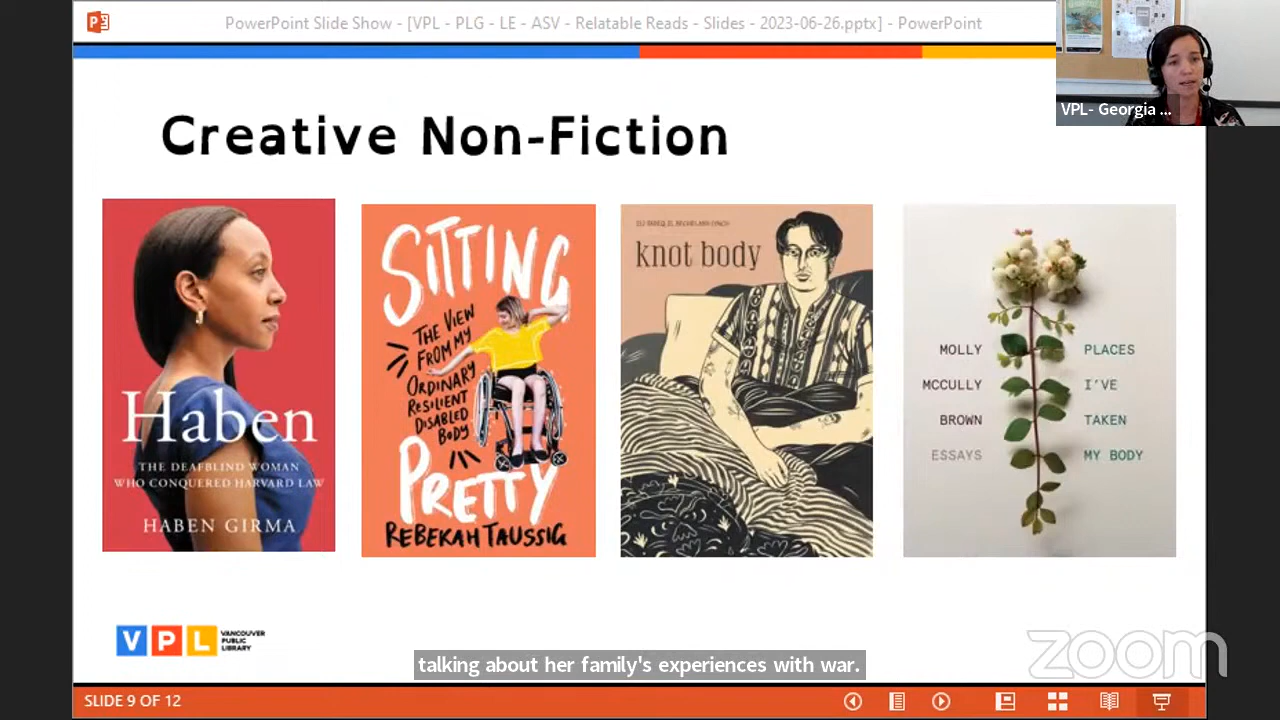 PowerPoint Slide Show - [VPL - PLG - LE - ASV - Relatable Reads - Slides - 2023-06-26.pptx] - PowerPoint
VPL- Georgia ...
Creative Non-Fiction
Haben
THE DEAFBLIND WOMAN
WHO CONQUERED HARVARD LAW
HABEN GIRMA
SITTING
THE VIEW
FROM MY
ORDINARY
RESILIENT
DISABLED
BODY
PRETTY
REBEKAH TAUSSIG
knot body
MOLLY PLACES
MCCULLY I'VE
BROWN TAKEN
ESSAYS MY BODY
VPL VANCOUVER
PUBLIC
LIBRARY
talking about her family's experiences with war.
zoom
SLIDE 9 OF 12